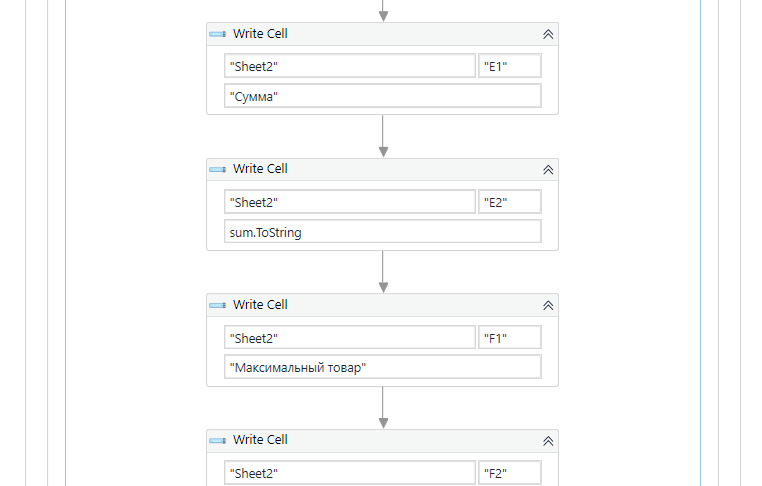 Write Cell
"Sheet2" "E1"
"Сумма"
Write Cell
"Sheet2" "E2"
sum.ToString
Write Cell
"Sheet2" "F1"
"Максимальный товар"
Write Cell
"Sheet2" "F2"